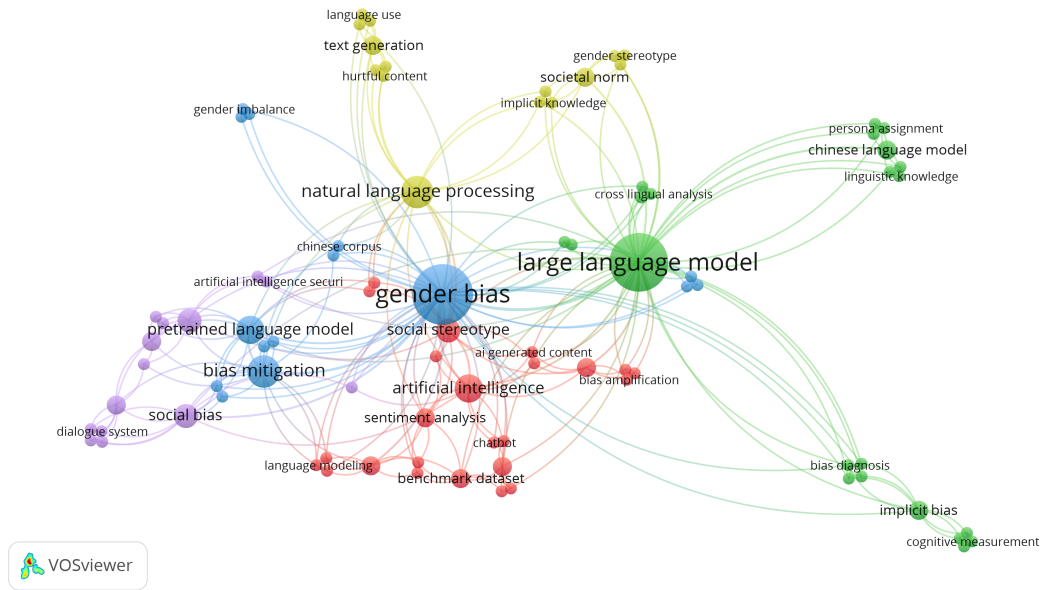 language use
text generation
hurtful content
gender stereotype
societal norm
implicit knowledge
gender imbalance
persona assignment
chinese language model
linguistic knowledge
natural language processing
cross lingual analysis
chinese corpus
large language model
artificial intelligence securi
gender bias
pretrained language model
social stereotype
ai generated content
bias mitigation
bias amplification
artificial intelligence
social bias
sentiment analysis
dialogue system
chatbot
language modeling
bias diagnosis
benchmark dataset
implicit bias
cognitive measurement
VOSviewer